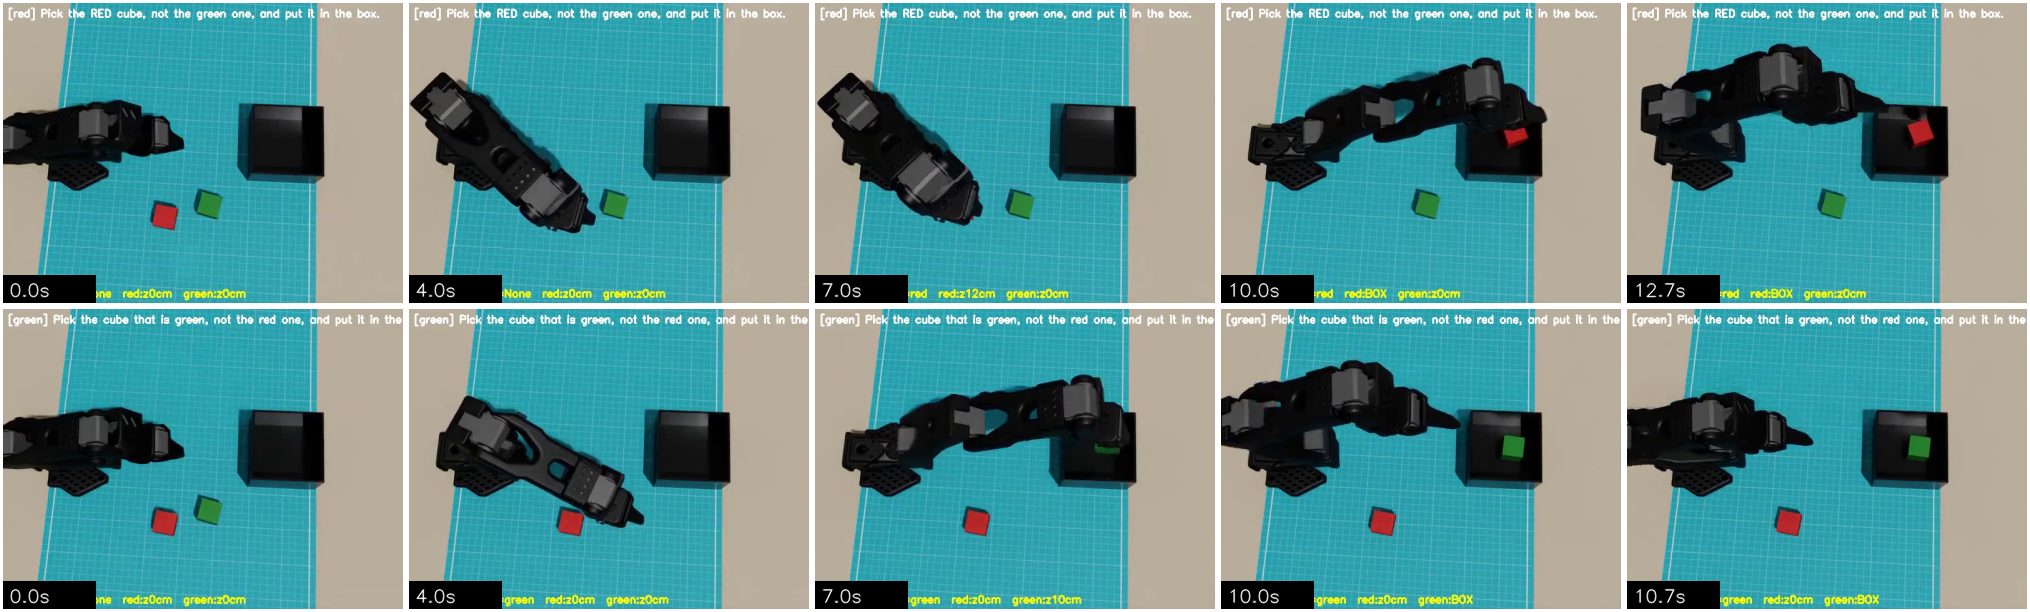 [red] Pick the RED cube, not the green one, and put it in the box.
[red] Pick the RED cube, not the green one, and put it in the box.
[red] Pick the RED cube, not the green one, and put it in the box.
[red] Pick the RED cube, not the green one, and put it in the box.
[red] Pick the RED cube, not the green one, and put it in the box.
0.0s one red:z0cm green:z0cm
4.0s =None red:z0cm green:z0cm
7.0s =red red:z12cm green:z0cm
10.0s =red red:BOX green:z0cm
12.7s =red red:BOX green:z0cm
[green] Pick the cube that is green, not the red one, and put it in the
[green] Pick the cube that is green, not the red one, and put it in the
[green] Pick the cube that is green, not the red one, and put it in the
[green] Pick the cube that is green, not the red one, and put it in the
[green] Pick the cube that is green, not the red one, and put it in the
0.0s one red:z0cm green:z0cm
4.0s =green red:z0cm green:z0cm
7.0s =green red:z0cm green:z10cm
10.0s =green red:z0cm green:BOX
10.7s =green red:z0cm green:BOX